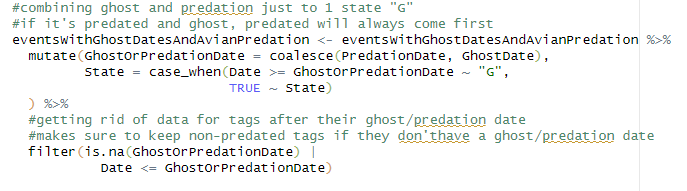 #combining ghost and predation just to 1 state "G"
#if it's predated and ghost, predated will always come first
eventsWithGhostDatesAndAvianPredation <- eventsWithGhostDatesAndAvianPredation %>%
  mutate(GhostOrPredationDate = coalesce(PredationDate, GhostDate),
         State = case_when(Date >= GhostOrPredationDate ~ "G",
                           TRUE ~ State)
  ) %>%
  #getting rid of data for tags after their ghost/predation date
  #makes sure to keep non-predated tags if they don'thave a ghost/predation date
  filter(is.na(GhostOrPredationDate) |
           Date <= GhostOrPredationDate)